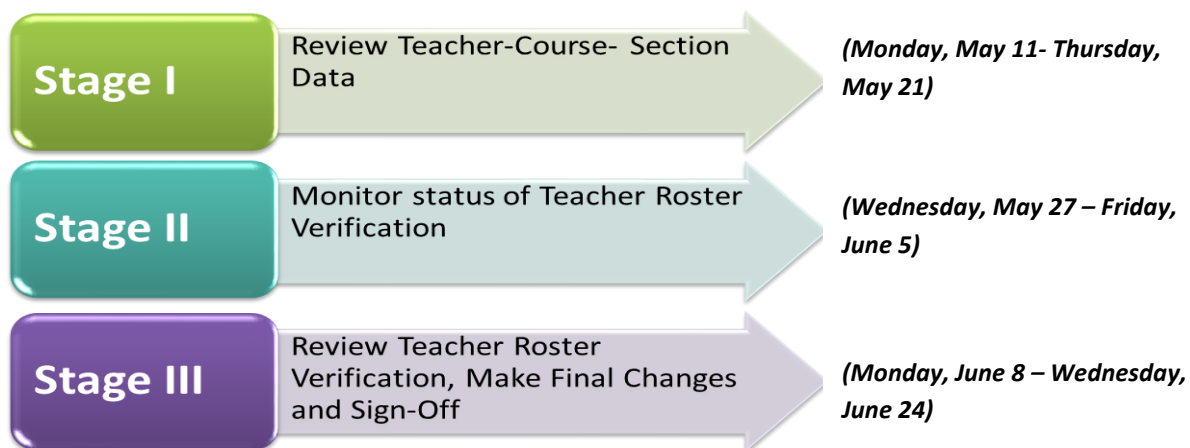 Stage I
Review Teacher-Course- Section
Data
(Monday, May 11- Thursday,
May 21)
Stage II
Monitor status of Teacher Roster
Verification
(Wednesday, May 27 – Friday,
June 5)
Stage III
Review Teacher Roster
Verification, Make Final Changes
and Sign-Off
(Monday, June 8 – Wednesday,
June 24)